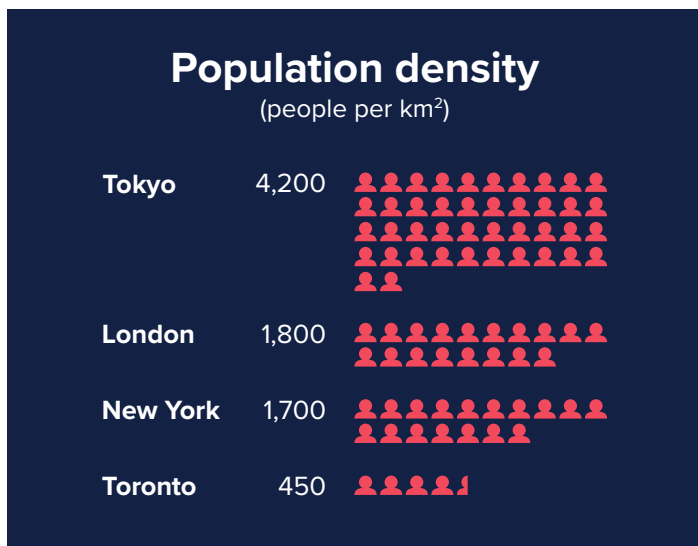 Population density
(people per km²)
Tokyo 4,200
London 1,800
New York 1,700
Toronto 450